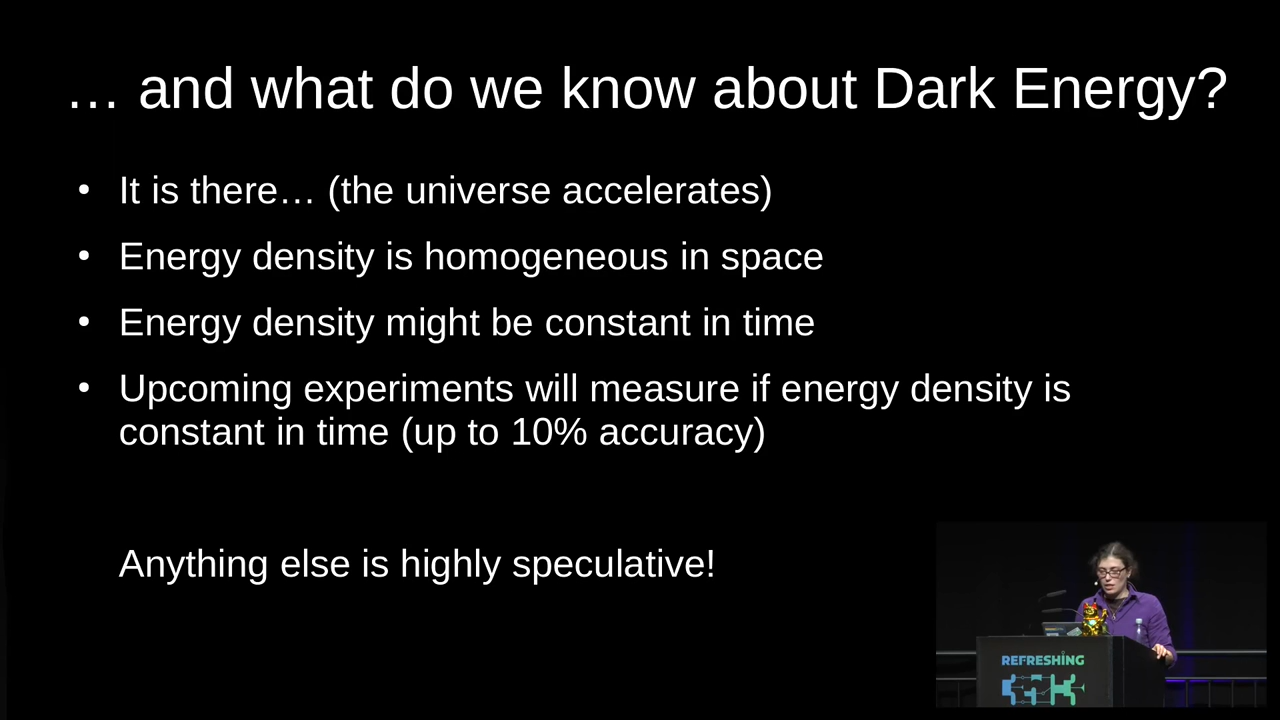 … and what do we know about Dark Energy?
• It is there… (the universe accelerates)
• Energy density is homogeneous in space
• Energy density might be constant in time
• Upcoming experiments will measure if energy density is
constant in time (up to 10% accuracy)
Anything else is highly speculative!
REFRESHING